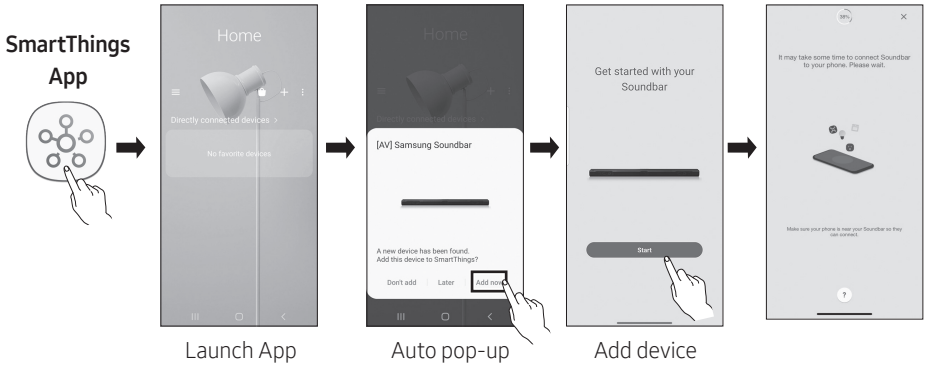 SmartThings
App
Home
Directly connected devices >
No favorite devices
Launch App
Home
Directly connected devices >
[AV] Samsung Soundbar
A new device has been found.
Add this device to SmartThings?
Don't add
Later
Add now
Auto pop-up
Get started with your
Soundbar
Start
Add device
It may take some time to connect Soundbar
to your phone. Please wait.
Make sure your phone is near your Soundbar so they
can connect.
?